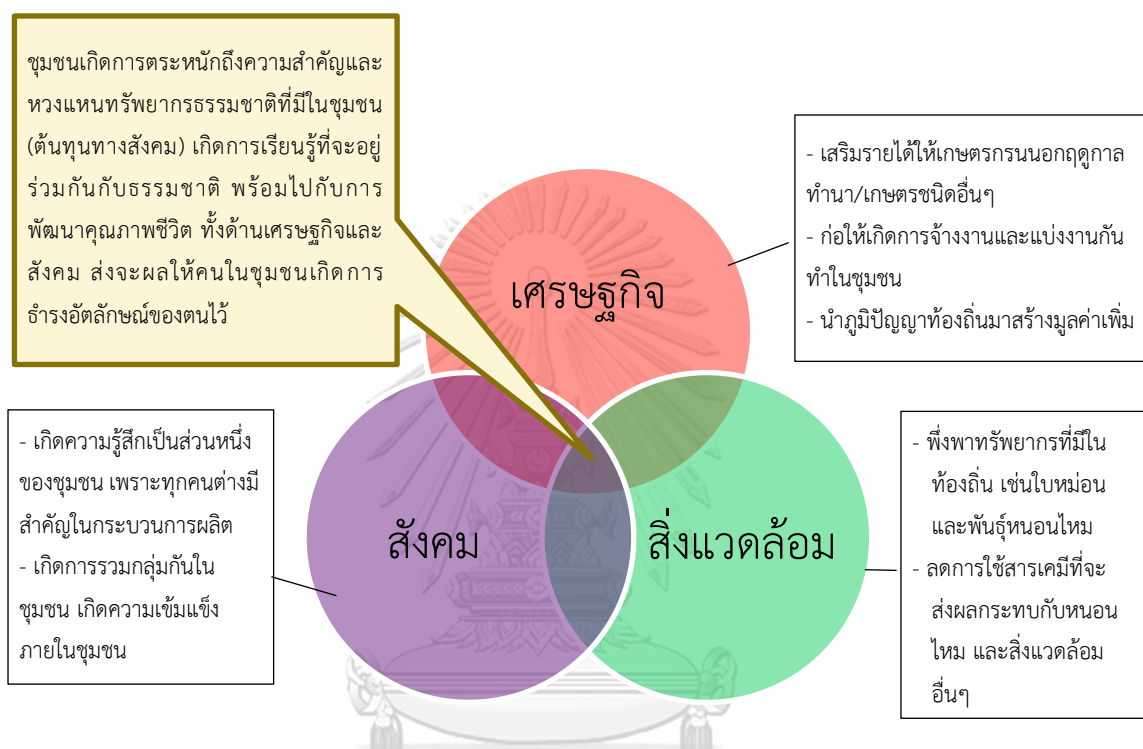 ชุมชนเกิดการตระหนักถึงความสำคัญและ
หวงแหนทรัพยากรธรรมชาติที่มีในชุมชน
(ต้นทุนทางสังคม) เกิดการเรียนรู้ที่จะอยู่
ร่วมกันกับธรรมชาติ พร้อมไปกับการ
พัฒนาคุณภาพชีวิต ทั้งด้านเศรษฐกิจและ
สังคม ส่งจะผลให้คนในชุมชนเกิดการ
ธำรงอัตลักษณ์ของตนไว้
- เสริมรายได้ให้เกษตรกรนนอกฤดูกาล
ทำนา/เกษตรชนิดอื่นๆ
- ก่อให้เกิดการจ้างงานและแบ่งงานกัน
ทำในชุมชน
- นำภูมิปัญญาท้องถิ่นมาสร้างมูลค่าเพิ่ม
เศรษฐกิจ
- เกิดความรู้สึกเป็นส่วนหนึ่ง
ของชุมชน เพราะทุกคนต่างมี
สำคัญในกระบวนการผลิต
- เกิดการรวมกลุ่มกันใน
ชุมชน เกิดความเข้มแข็ง
ภายในชุมชน
สังคม
สิ่งแวดล้อม
- พึ่งพาทรัพยากรที่มีใน
ท้องถิ่น เช่นใบหม่อน
และพันธุ์หนอนไหม
- ลดการใช้สารเคมีที่จะ
ส่งผลกระทบกับหนอน
ไหม และสิ่งแวดล้อม
อื่นๆ